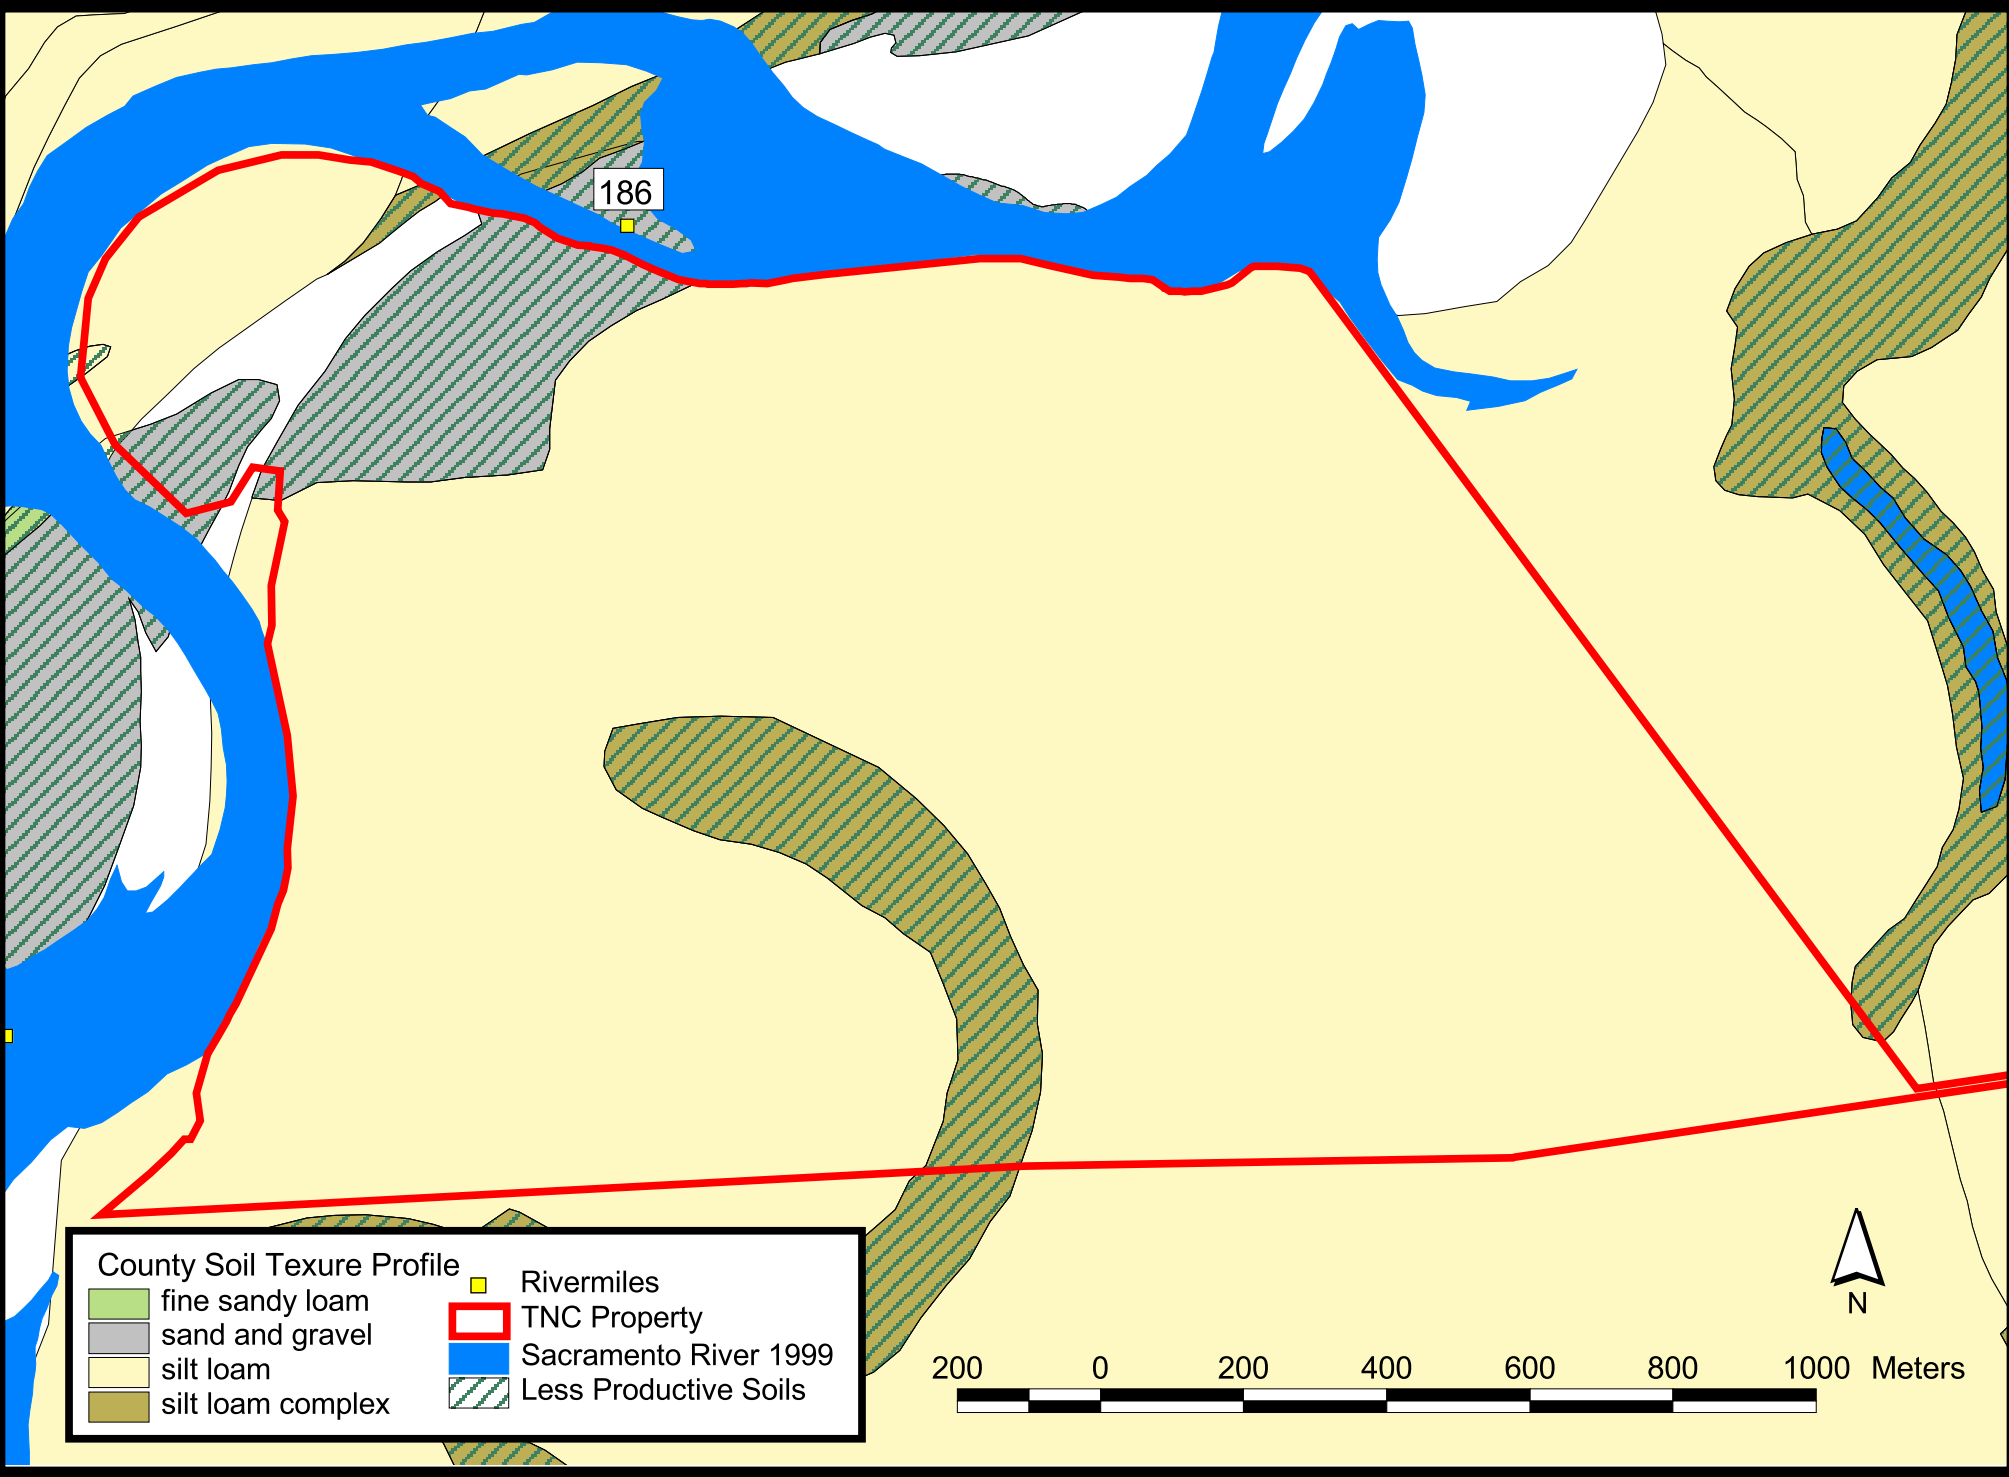 186
County Soil Texure Profile
fine sandy loam
sand and gravel
silt loam
silt loam complex
Rivermiles
TNC Property
Sacramento River 1999
Less Productive Soils
N
200 0 200 400 600 800 1000 Meters